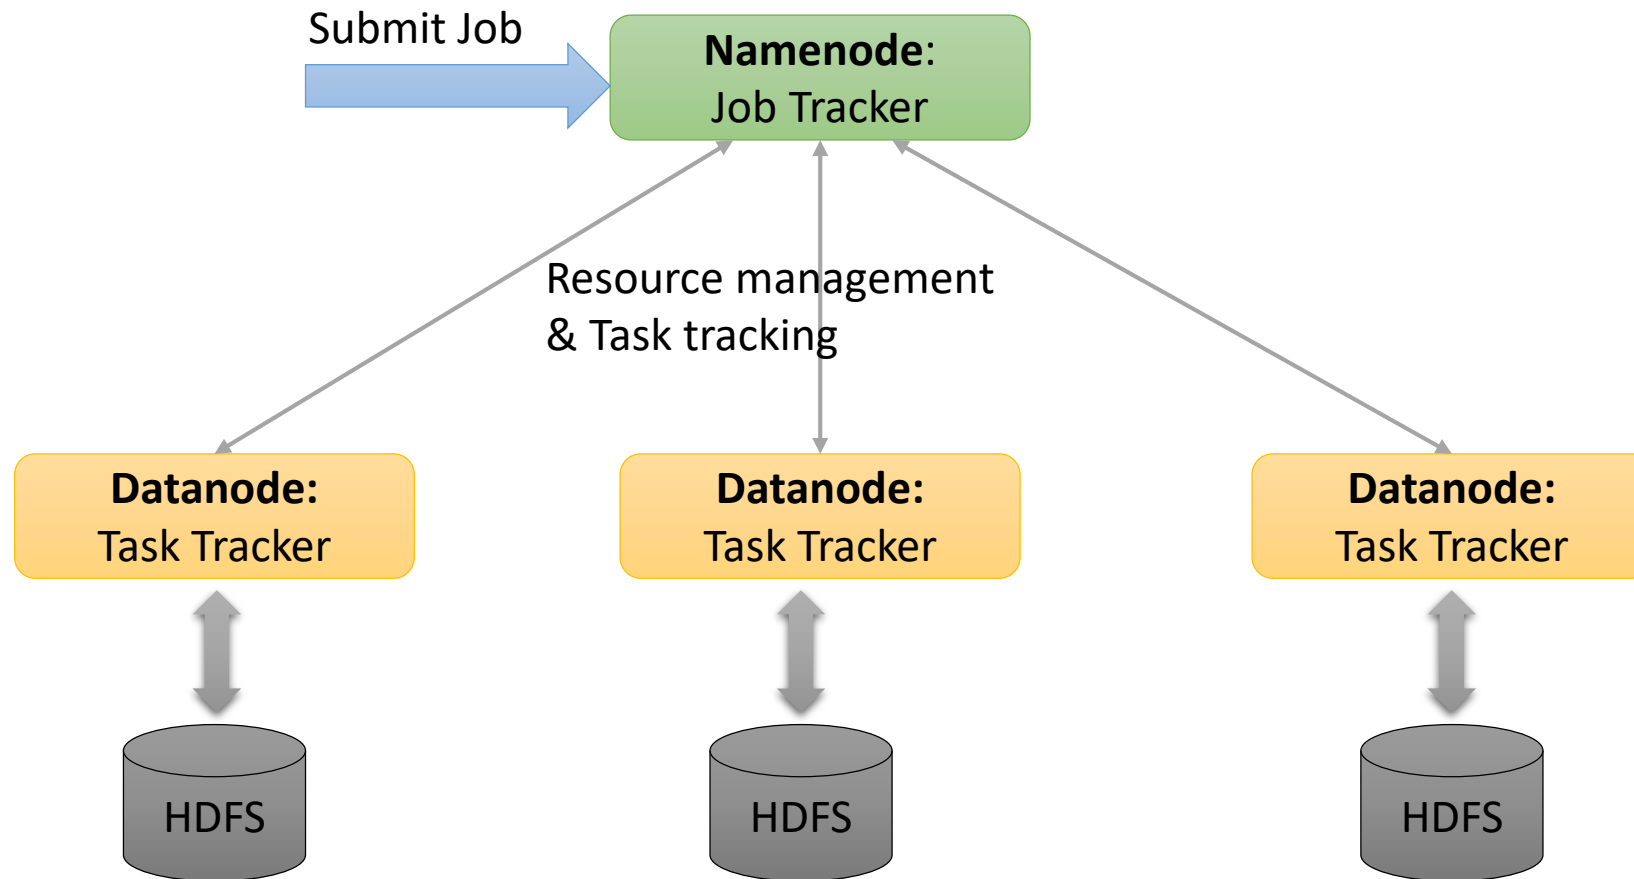 Submit Job
Namenode:
Job Tracker
Resource management
& Task tracking
Datanode:
Task Tracker
Datanode:
Task Tracker
Datanode:
Task Tracker
HDFS
HDFS
HDFS